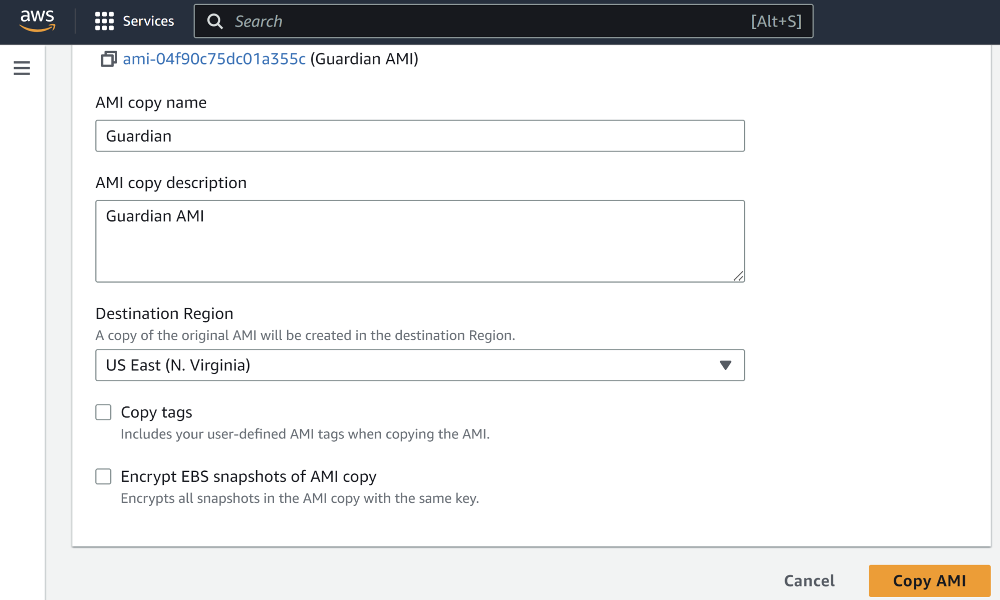 aws
Services
Search
[Alt+S]
ami-04f90c75dc01a355c (Guardian AMI)
AMI copy name
Guardian
AMI copy description
Guardian AMI
Destination Region
A copy of the original AMI will be created in the destination Region.
US East (N. Virginia)
Copy tags
Includes your user-defined AMI tags when copying the AMI.
Encrypt EBS snapshots of AMI copy
Encrypts all snapshots in the AMI copy with the same key.
Cancel
Copy AMI